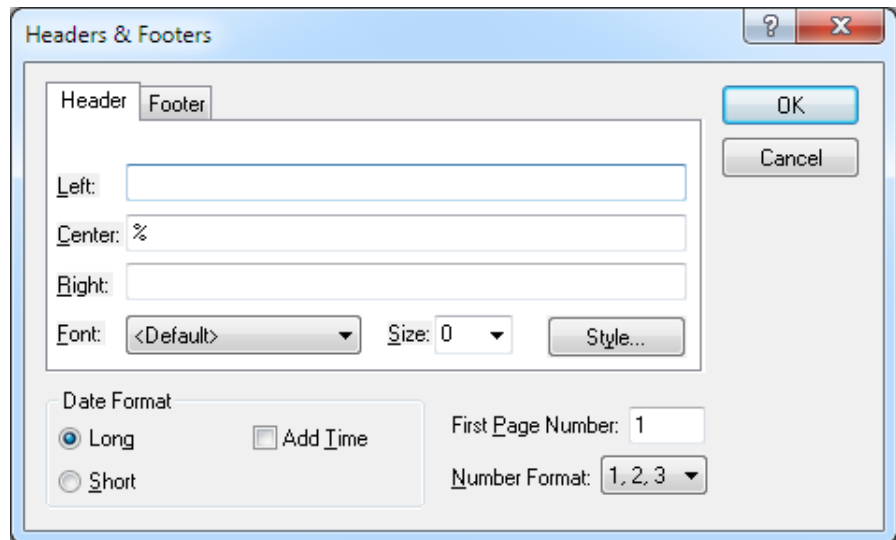 Headers & Footers
Header Footer
OK
Cancel
Left:
Center: %
Right:
Font: <Default> Size: 0 Style...
Date Format
Long Add Time
Short
First Page Number: 1
Number Format: 1, 2, 3